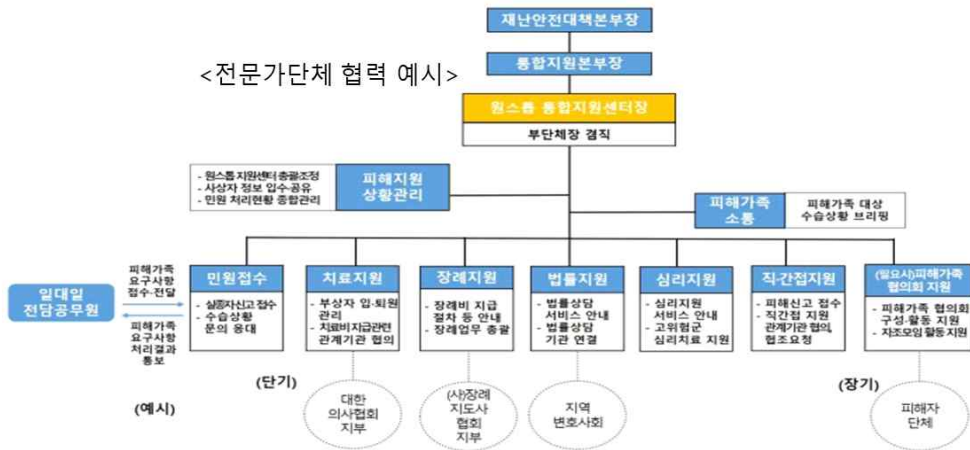 재난안전대책본부장
통합지원본부장
<전문가단체 협력 예시>
원스톱 통합지원센터장
부단체장 겸직
- 원스톱 지원센터 총괄조정
- 사상자 정보 입수·공유
- 민원 처리현황 종합관리
피해지원
상황관리
피해가족
소통
피해가족 대상
수습상황 브리핑
일대일
전담공무원
피해가족
요구사항
접수·전달
피해가족
요구사항
처리결과
통보
민원접수
- 실종자신고 접수
- 수습상황
문의 응대
치료지원
- 부상자 입·퇴원
관리
- 치료비 지급관련
관계기관 협의
장례지원
- 장례비 지급
절차 등 안내
- 장례업무 총괄
법률지원
- 법률상담
서비스 안내
- 법률상담
기관 연결
심리지원
- 심리지원
서비스 안내
- 고위험군
심리치료 지원
직·간접지원
- 피해신고 접수
- 직간접 지원
관계기관 협의,
협조요청
(필요시)피해가족
협의회 지원
- 피해가족 협의회
구성·활동 지원
- 자조모임 활동 지원
(단기)
(장기)
(예시)
대한
의사협회
지부
(사)장례
지도사
협회
지부
지역
변호사회
피해자
단체